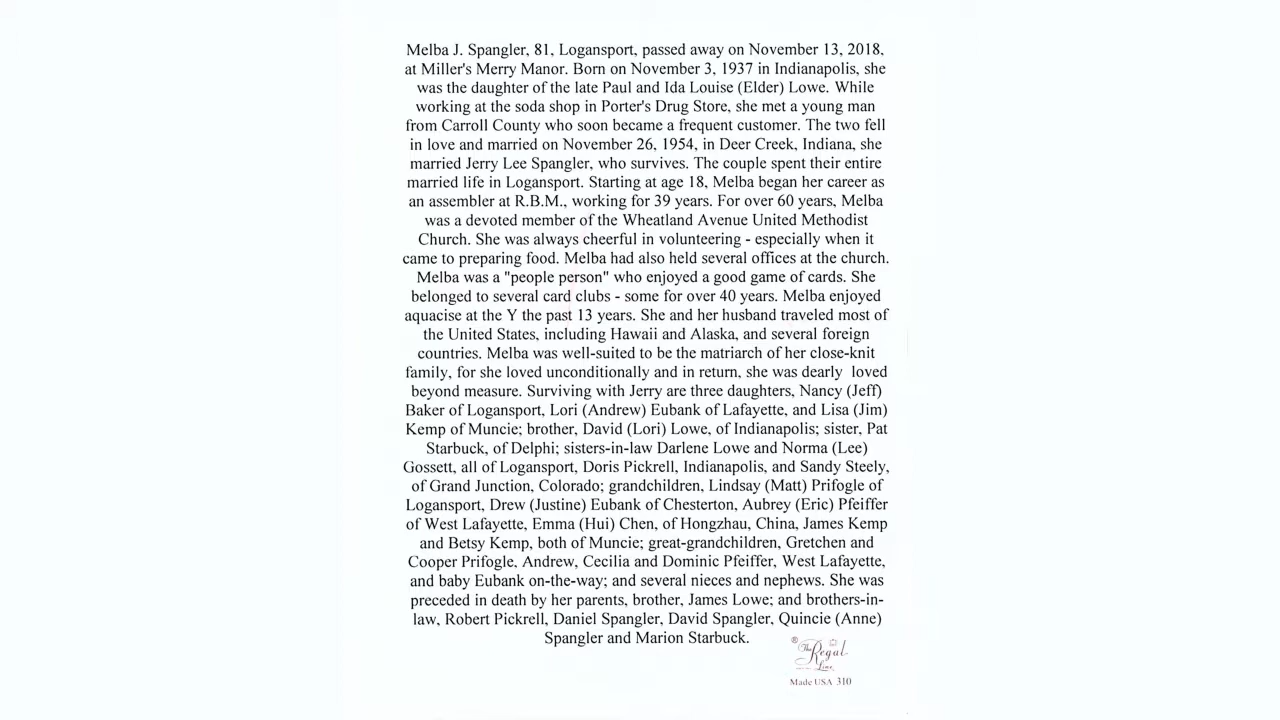 Melba J. Spangler, 81, Logansport, passed away on November 13, 2018,
at Miller's Merry Manor. Born on November 3, 1937 in Indianapolis, she
was the daughter of the late Paul and Ida Louise (Elder) Lowe. While
working at the soda shop in Porter's Drug Store, she met a young man
from Carroll County who soon became a frequent customer. The two fell
in love and married on November 26, 1954, in Deer Creek, Indiana, she
married Jerry Lee Spangler, who survives. The couple spent their entire
married life in Logansport. Starting at age 18, Melba began her career as
an assembler at R.B.M., working for 39 years. For over 60 years, Melba
was a devoted member of the Wheatland Avenue United Methodist
Church. She was always cheerful in volunteering - especially when it
came to preparing food. Melba had also held several offices at the church.
Melba was a "people person" who enjoyed a good game of cards. She
belonged to several card clubs - some for over 40 years. Melba enjoyed
aquacise at the Y the past 13 years. She and her husband traveled most of
the United States, including Hawaii and Alaska, and several foreign
countries. Melba was well-suited to be the matriarch of her close-knit
family, for she loved unconditionally and in return, she was dearly loved
beyond measure. Surviving with Jerry are three daughters, Nancy (Jeff)
Baker of Logansport, Lori (Andrew) Eubank of Lafayette, and Lisa (Jim)
Kemp of Muncie; brother, David (Lori) Lowe, of Indianapolis; sister, Pat
Starbuck, of Delphi; sisters-in-law Darlene Lowe and Norma (Lee)
Gossett, all of Logansport, Doris Pickrell, Indianapolis, and Sandy Steely,
of Grand Junction, Colorado; grandchildren, Lindsay (Matt) Prifogle of
Logansport, Drew (Justine) Eubank of Chesterton, Aubrey (Eric) Pfeiffer
of West Lafayette, Emma (Hui) Chen, of Hongzhau, China, James Kemp
and Betsy Kemp, both of Muncie; great-grandchildren, Gretchen and
Cooper Prifogle, Andrew, Cecilia and Dominic Pfeiffer, West Lafayette,
and baby Eubank on-the-way; and several nieces and nephews. She was
preceded in death by her parents, brother, James Lowe; and brothers-in-
law, Robert Pickrell, Daniel Spangler, David Spangler, Quincie (Anne)
Spangler and Marion Starbuck.
® The Regal
Line
Made USA 310